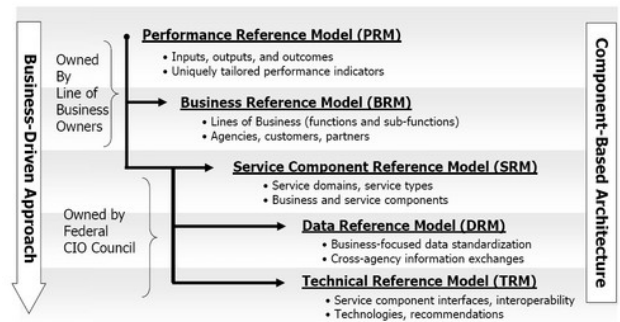 Business-Driven Approach
Owned
By
Line of
Business
Owners
Performance Reference Model (PRM)
• Inputs, outputs, and outcomes
• Uniquely tailored performance indicators
Business Reference Model (BRM)
• Lines of Business (functions and sub-functions)
• Agencies, customers, partners
Service Component Reference Model (SRM)
• Service domains, service types
• Business and service components
Owned by
Federal
CIO Council
Data Reference Model (DRM)
• Business-focused data standardization
• Cross-agency information exchanges
Technical Reference Model (TRM)
• Service component interfaces, interoperability
• Technologies, recommendations
Component-Based Architecture